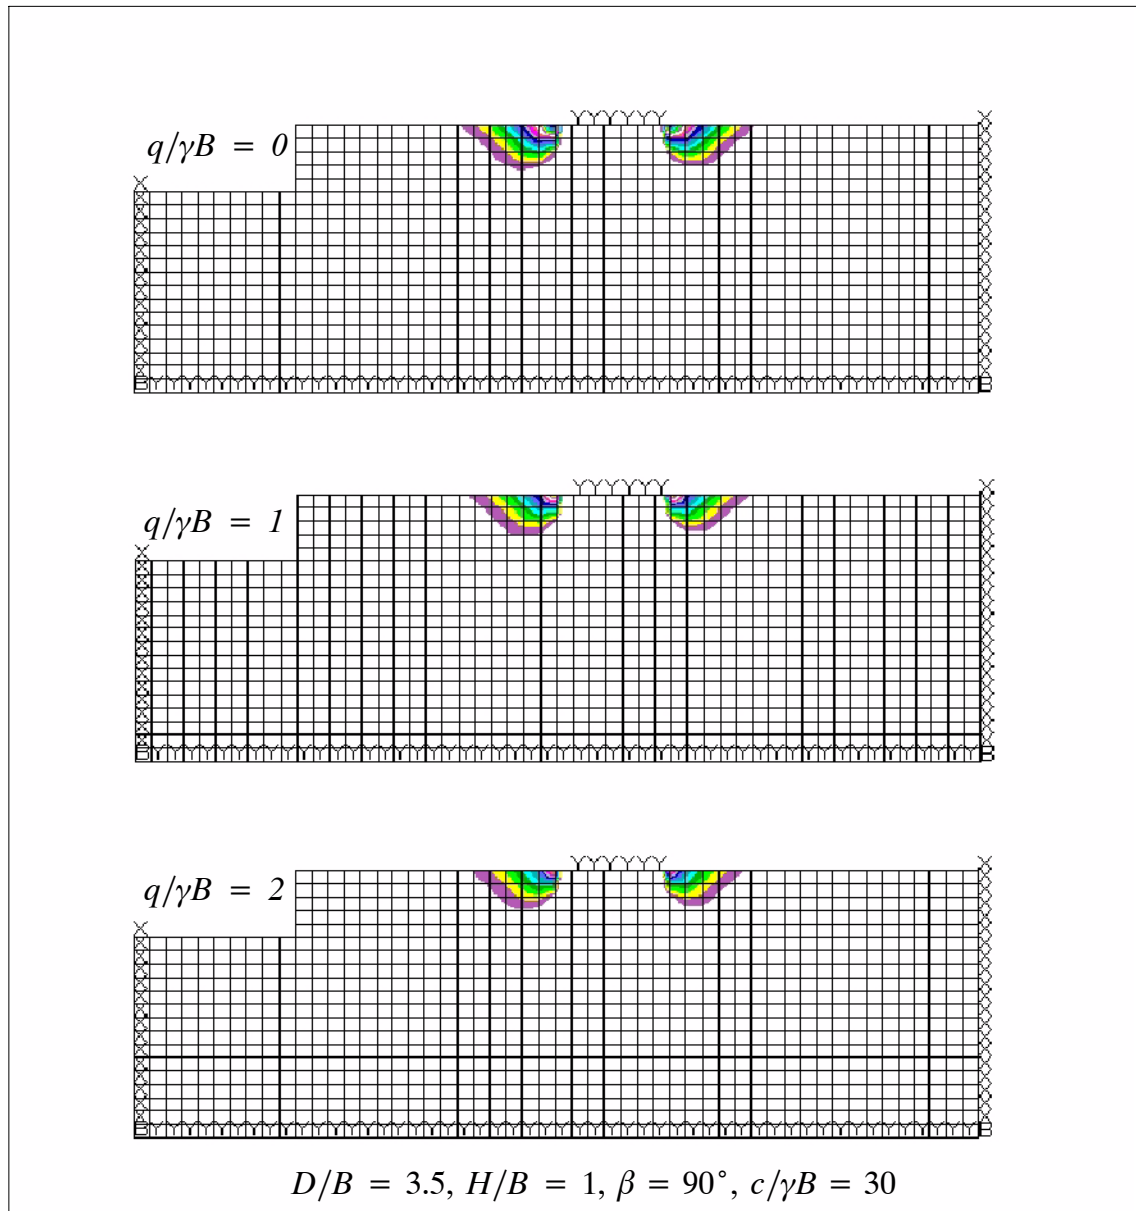 q/γB = 0
q/γB = 1
q/γB = 2
D/B = 3.5, H/B = 1, β = 90°, c/γB = 30